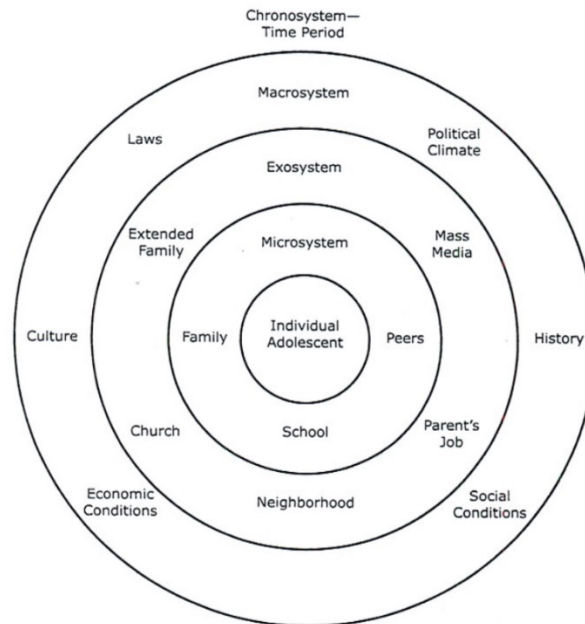 Chronosystem—
Time Period
Macrosystem
Laws
Political
Climate
Exosystem
Extended
Family
Mass
Media
Microsystem
Individual
Adolescent
Culture
Family
Peers
History
Church
School
Parent's
Job
Economic
Conditions
Neighborhood
Social
Conditions